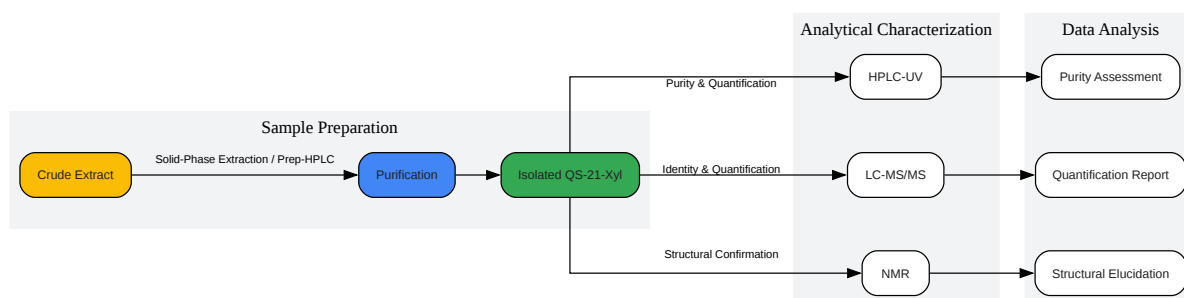 Analytical Characterization
Data Analysis
HPLC-UV
Purity Assessment
Purity & Quantification
Sample Preparation
Solid-Phase Extraction / Prep-HPLC
Crude Extract
Purification
Isolated QS-21-Xyl
Identity & Quantification
LC-MS/MS
Quantification Report
Structural Confirmation
NMR
Structural Elucidation